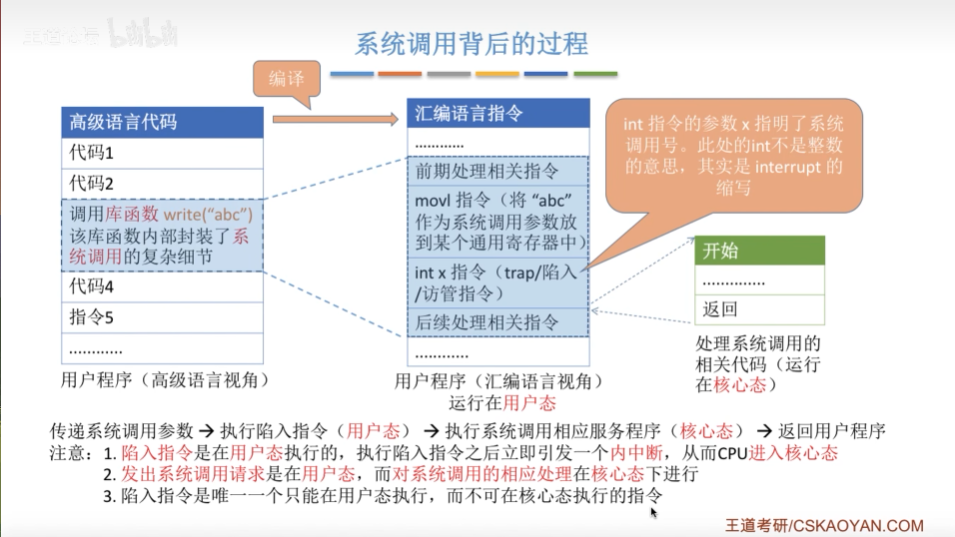 系统调用背后的过程
编译
高级语言代码
代码1
代码2
调用库函数 write(“abc”)
该库函数内部封装了系
统调用的复杂细节
代码4
指令5
…………
用户程序（高级语言视角）
汇编语言指令
…………
前期处理相关指令
movl 指令（将 “abc”
作为系统调用参数放
到某个通用寄存器中）
int x 指令（trap/陷入
/访管指令）
后续处理相关指令
…………
用户程序（汇编语言视角）
运行在用户态
int 指令的参数 x 指明了系统
调用号。此处的int不是整数
的意思，其实是 interrupt 的
缩写
开始
…………..
返回
处理系统调用的
相关代码（运行
在核心态）
传递系统调用参数 → 执行陷入指令（用户态） → 执行系统调用相应服务程序（核心态） → 返回用户程序
注意：1. 陷入指令是在用户态执行的，执行陷入指令之后立即引发一个内中断，从而CPU进入核心态
2. 发出系统调用请求是在用户态，而对系统调用的相应处理在核心态下进行
3. 陷入指令是唯一一个只能在用户态执行，而不可在核心态执行的指令
王道考研/CSKAOYAN.COM
bilibili